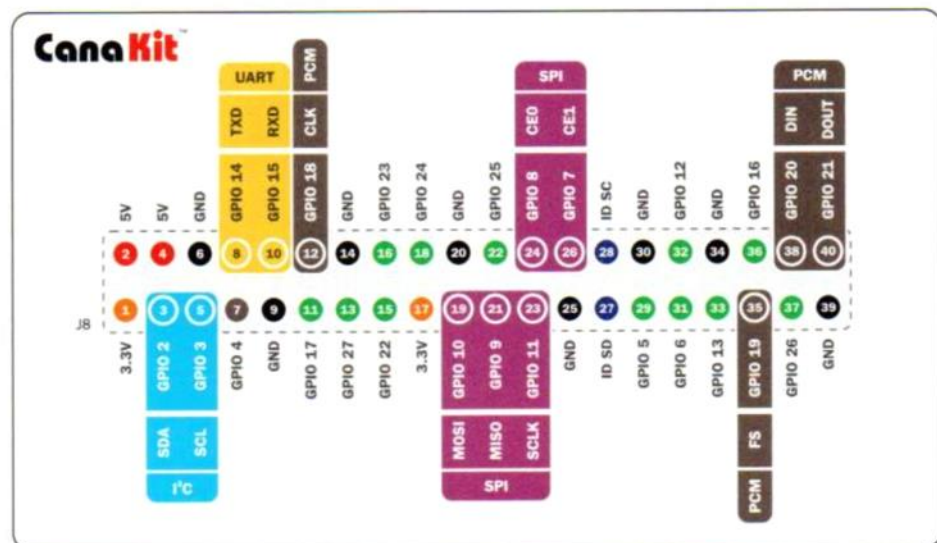 CanaKit™
UART PCM SPI PCM
TXD RXD CLK CE0 CE1 DIN DOUT
5V 5V GND GPIO 14 GPIO 15 GPIO 18 GND GPIO 23 GPIO 24 GND GPIO 25 GPIO 8 GPIO 7 ID SC GND GPIO 12 GND GPIO 16 GPIO 20 GPIO 21
2 4 6 8 10 12 14 16 18 20 22 24 26 28 30 32 34 36 38 40
J8 1 3 5 7 9 11 13 15 17 19 21 23 25 27 29 31 33 35 37 39
3.3V GPIO 2 GPIO 3 GPIO 4 GND GPIO 17 GPIO 27 GPIO 22 3.3V GPIO 10 GPIO 9 GPIO 11 GND ID SD GPIO 5 GPIO 6 GPIO 13 GPIO 19 GPIO 26 GND
SDA SCL MOSI MISO SCLK FS
I²C SPI PCM